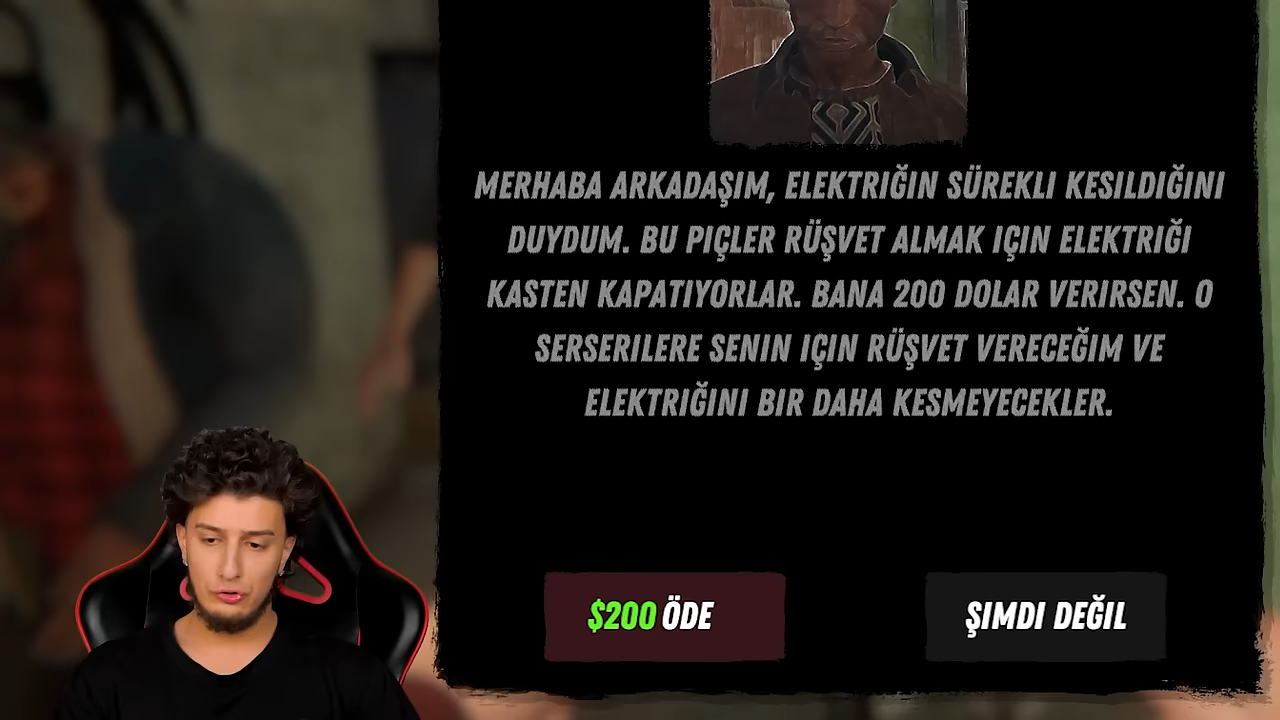 MERHABA ARKADAŞIM, ELEKTRIĞIN SÜREKLI KESILDIĞINI
DUYDUM. BU PIÇLER RÜŞVET ALMAK IÇIN ELEKTRIĞI
KASTEN KAPATIYORLAR. BANA 200 DOLAR VERIRSEN. O
SERSERILERE SENIN IÇIN RÜŞVET VERECEĞIM VE
ELEKTRIĞINI BIR DAHA KESMEYECEKLER.
$200 ÖDE
ŞIMDI DEĞIL